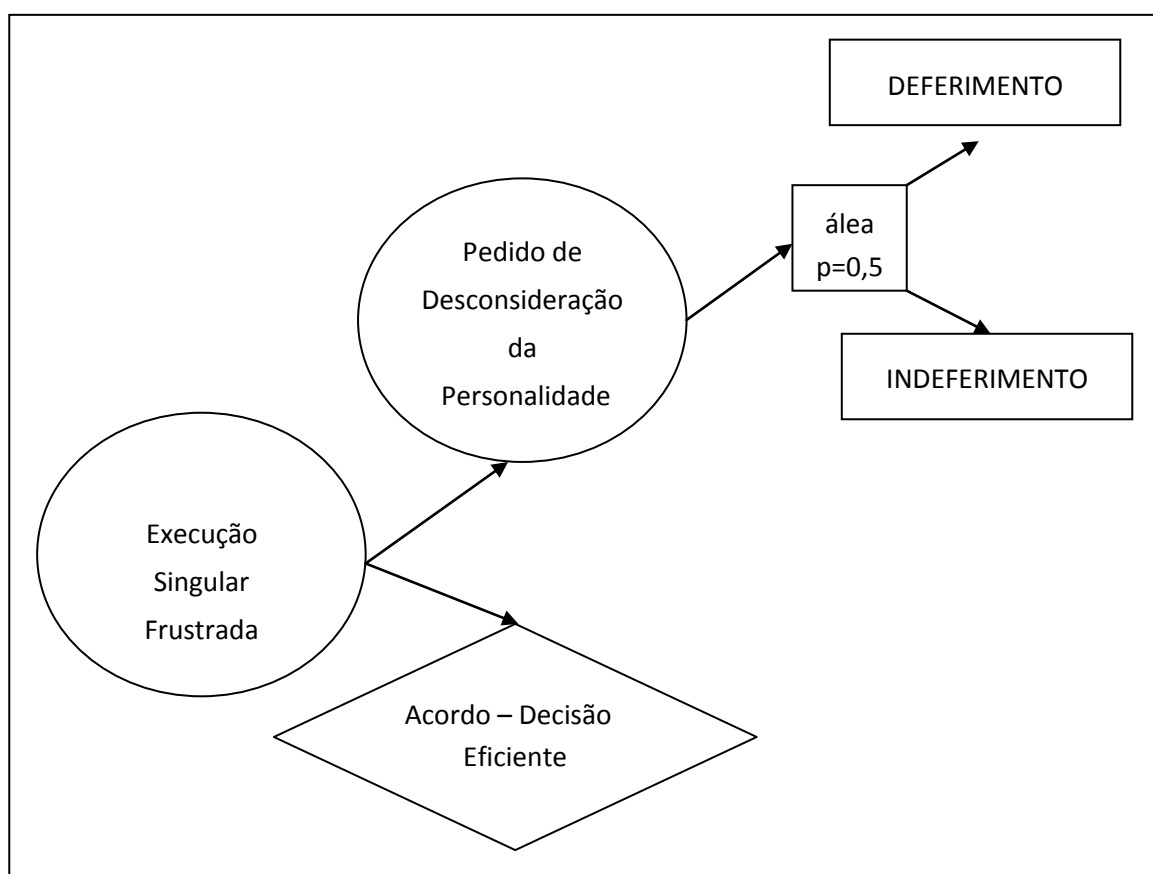 DEFERIMENTO
álea
p=0,5
Pedido de
Desconsideração
da
Personalidade
INDEFERIMENTO
Execução
Singular
Frustrada
Acordo – Decisão
Eficiente